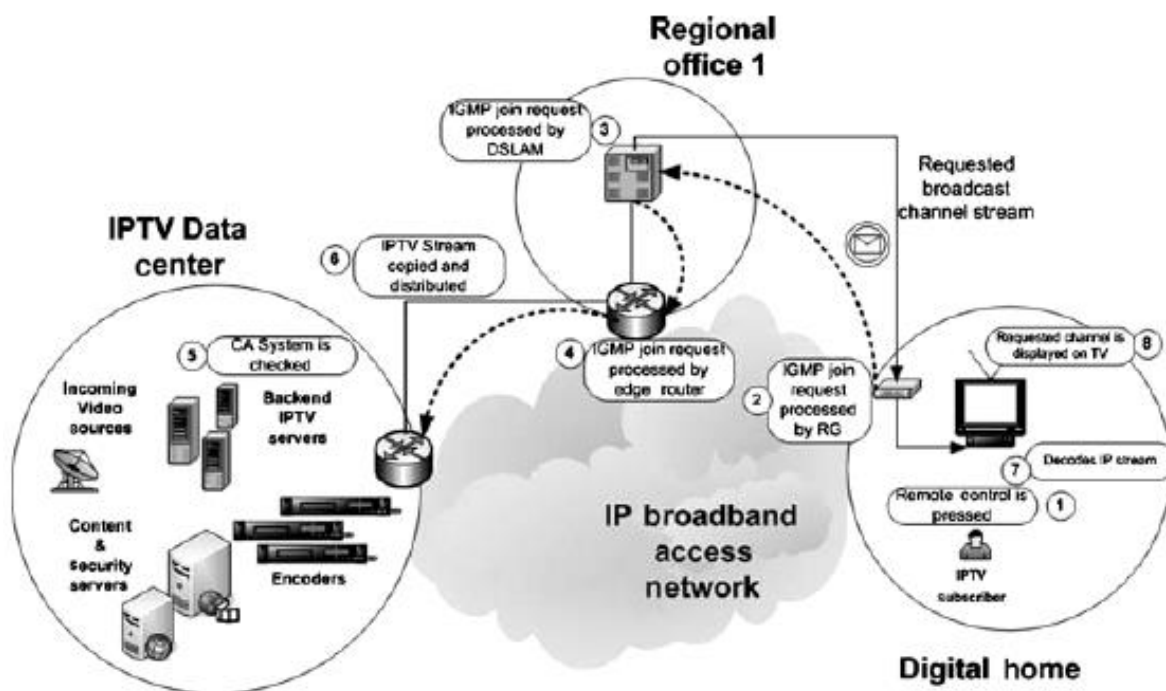 Regional
office 1
IGMP join request
processed by
DSLAM
3
Requested
broadcast
channel stream
IPTV Data
center
6
IPTV Stream
copied and
distributed
5
CA System is
checked
Incoming
Video
sources
Backend
IPTV
servers
4
IGMP join request
processed by
edge router
2
IGMP join
request
processed
by RG
Requested channel is
displayed on TV
8
7
Decodes IP stream
Remote control is
pressed
1
IPTV
subscriber
Content
&
security
servers
Encoders
IP broadband
access
network
Digital home